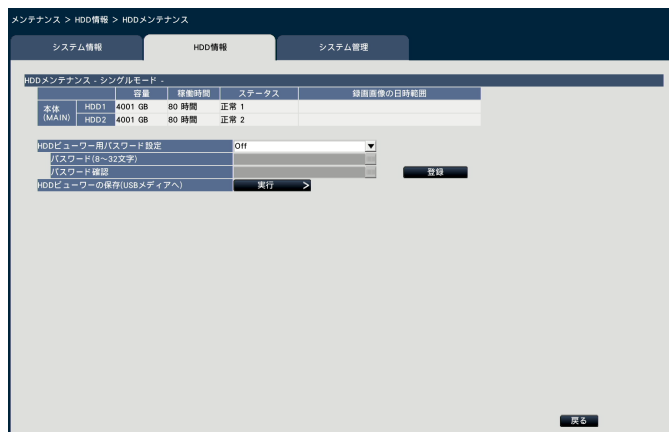 メンテナンス > HDD情報 > HDDメンテナンス
システム情報 HDD情報 システム管理
HDDメンテナンス - シングルモード -
容量 稼働時間 ステータス 録画画像の日時範囲
本体(MAIN) HDD1 4001 GB 80 時間 正常 1
HDD2 4001 GB 80 時間 正常 2
HDDビューワー用パスワード設定 Off
パスワード(8～32文字)
パスワード確認 登録
HDDビューワーの保存(USBメディアへ) 実行 >
戻る